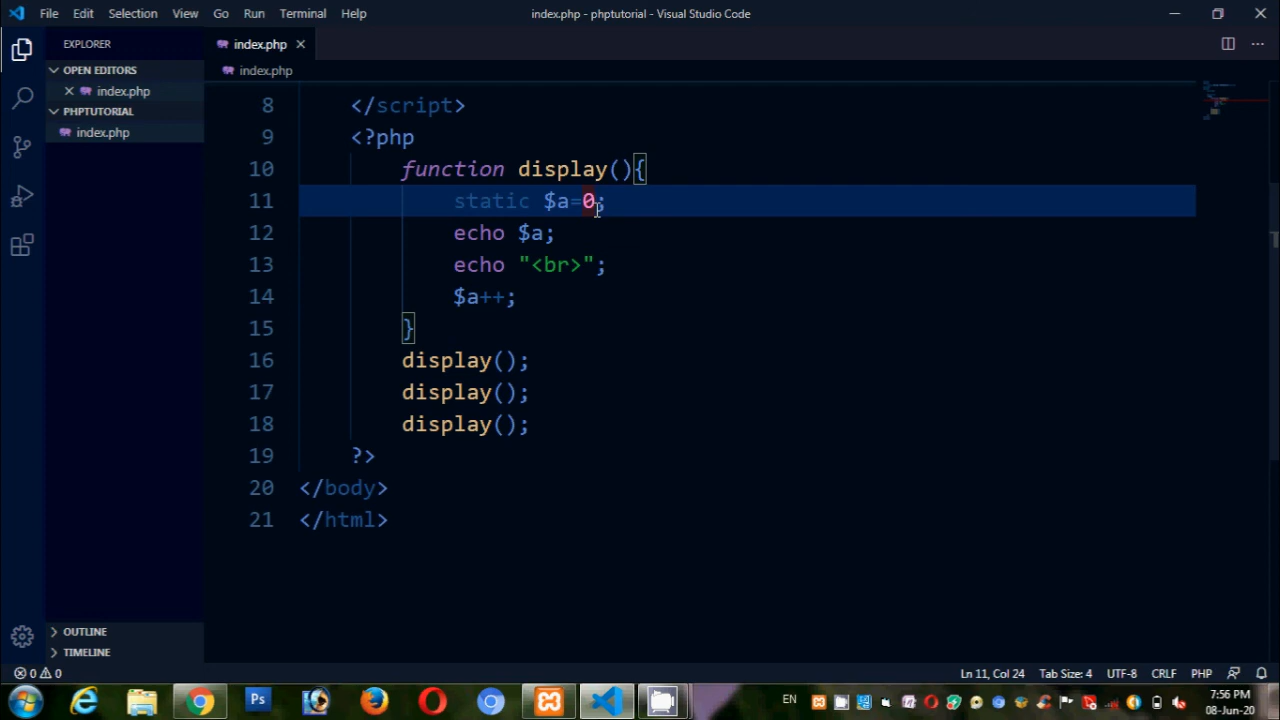 File Edit Selection View Go Run Terminal Help
index.php - phptutorial - Visual Studio Code
EXPLORER
index.php
OPEN EDITORS
index.php
index.php
PHPTUTORIAL
index.php
8 </script>
9 <?php
10 function display(){
11 static $a=0;
12 echo $a;
13 echo "<br>";
14 $a++;
15 }
16 display();
17 display();
18 display();
19 ?>
20 </body>
21 </html>
OUTLINE
TIMELINE
0 0
Ln 11, Col 24 Tab Size: 4 UTF-8 CRLF PHP
Ps
EN
7:56 PM
08-Jun-20